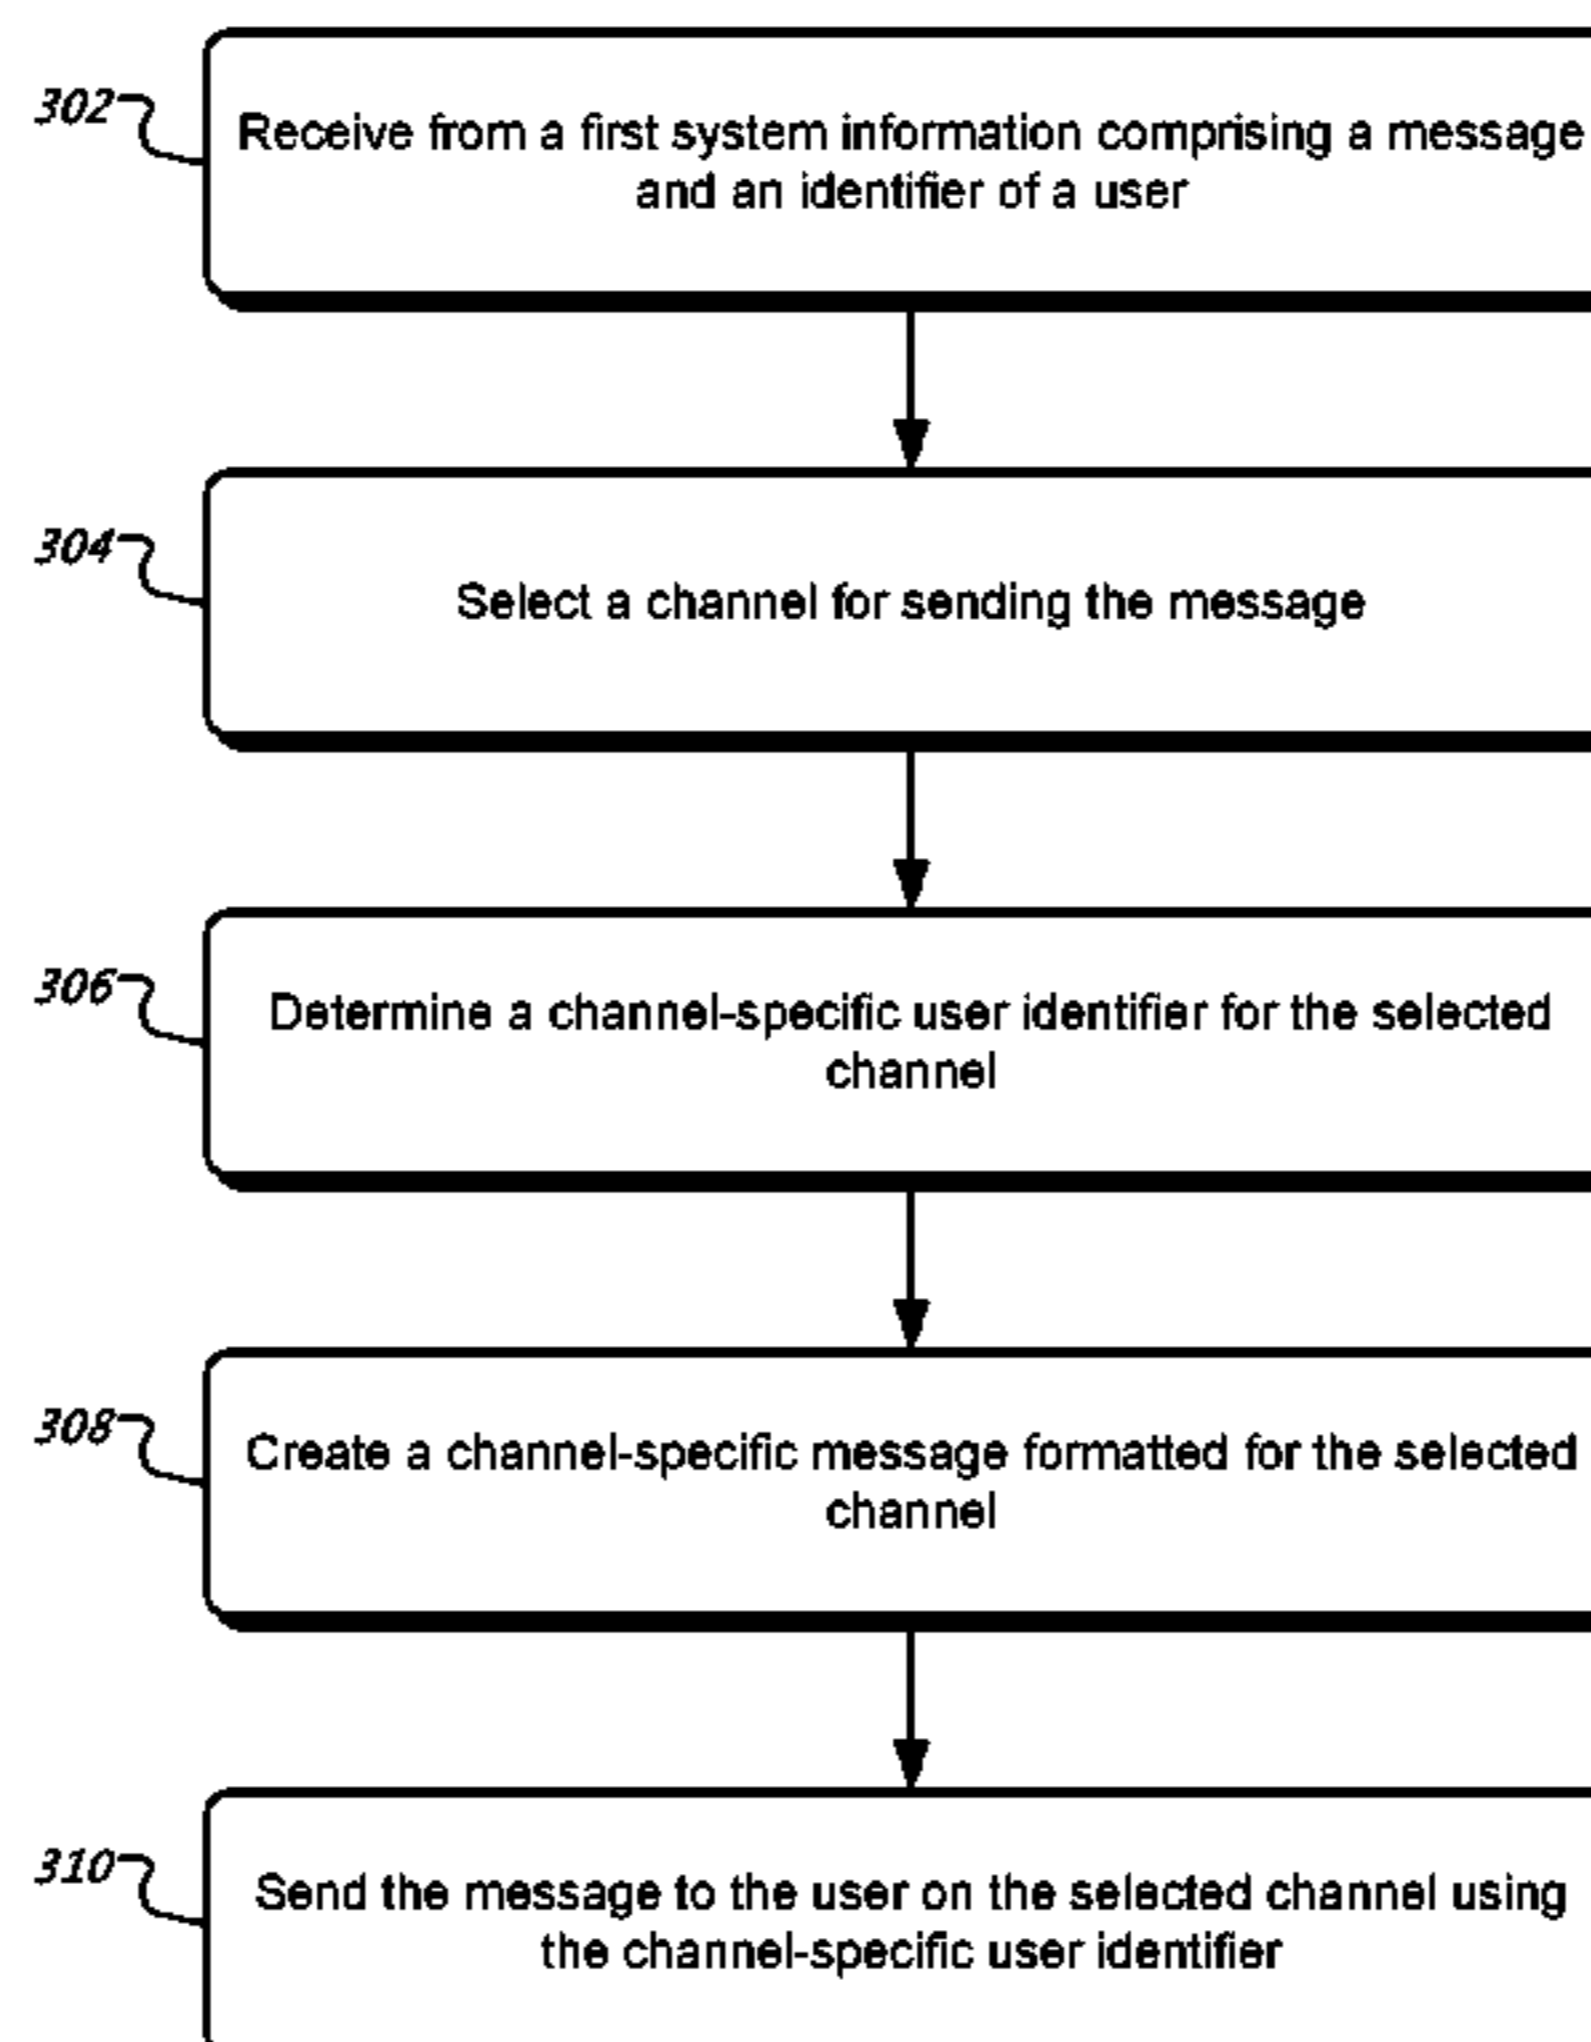 302
Receive from a first system information comprising a message
and an identifier of a user
304
Select a channel for sending the message
306
Determine a channel-specific user identifier for the selected
channel
308
Create a channel-specific message formatted for the selected
channel
310
Send the message to the user on the selected channel using
the channel-specific user identifier